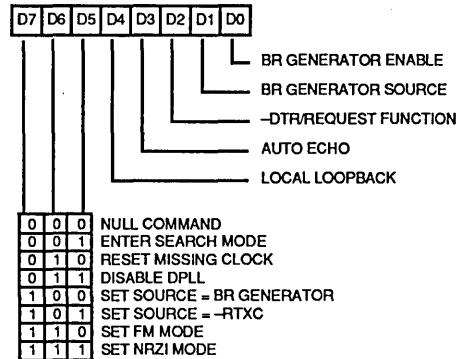 D7 D6 D5 D4 D3 D2 D1 D0
BR GENERATOR ENABLE
BR GENERATOR SOURCE
–DTR/REQUEST FUNCTION
AUTO ECHO
LOCAL LOOPBACK
0 0 0 NULL COMMAND
0 0 1 ENTER SEARCH MODE
0 1 0 RESET MISSING CLOCK
0 1 1 DISABLE DPLL
1 0 0 SET SOURCE = BR GENERATOR
1 0 1 SET SOURCE = –RTXC
1 1 0 SET FM MODE
1 1 1 SET NRZI MODE